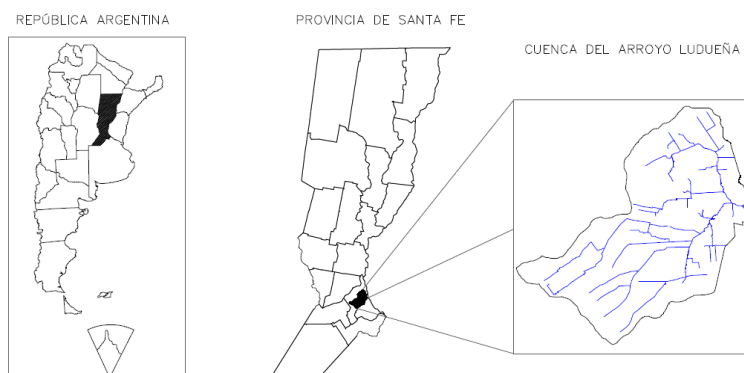 REPÚBLICA ARGENTINA
PROVINCIA DE SANTA FE
CUENCA DEL ARROYO LUDUEÑA